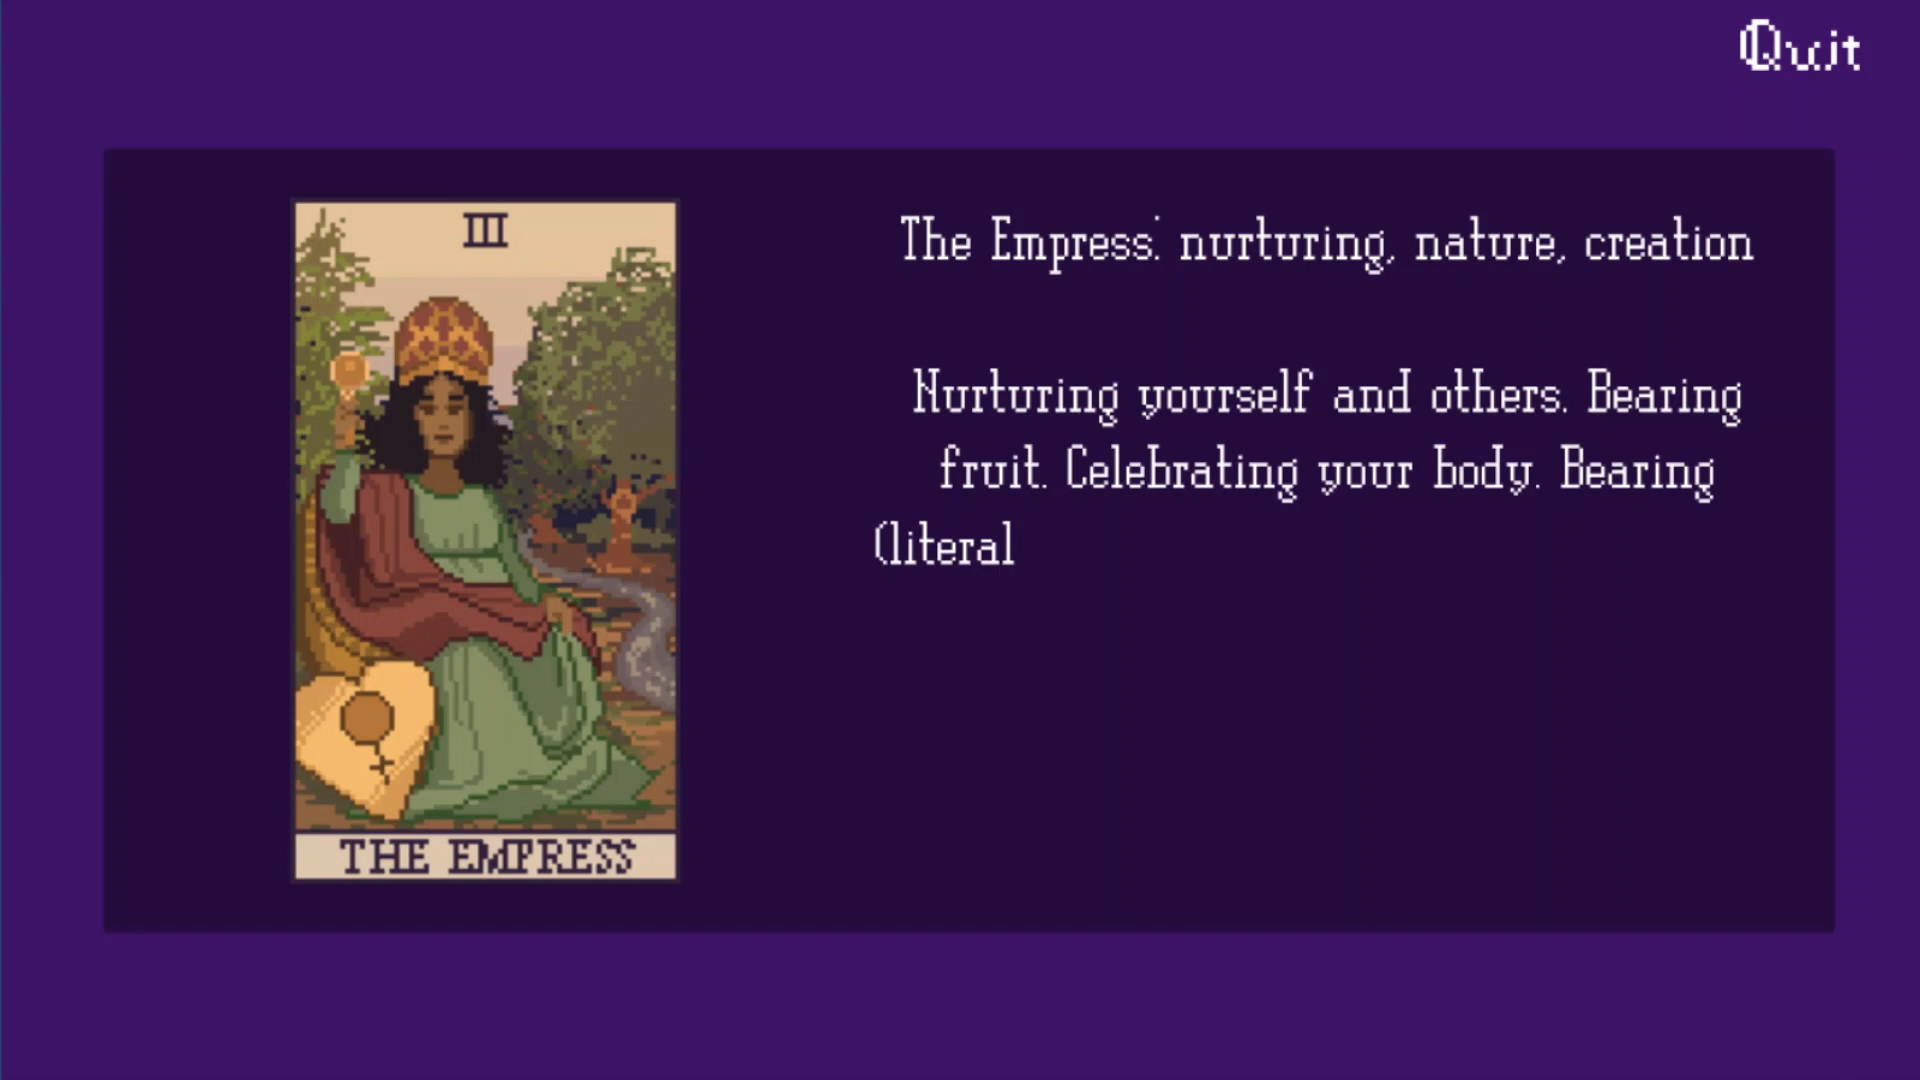 Quit
III
The Empress: nurturing, nature, creation
Nurturing yourself and others. Bearing
fruit. Celebrating your body. Bearing
(literal
THE EMPRESS